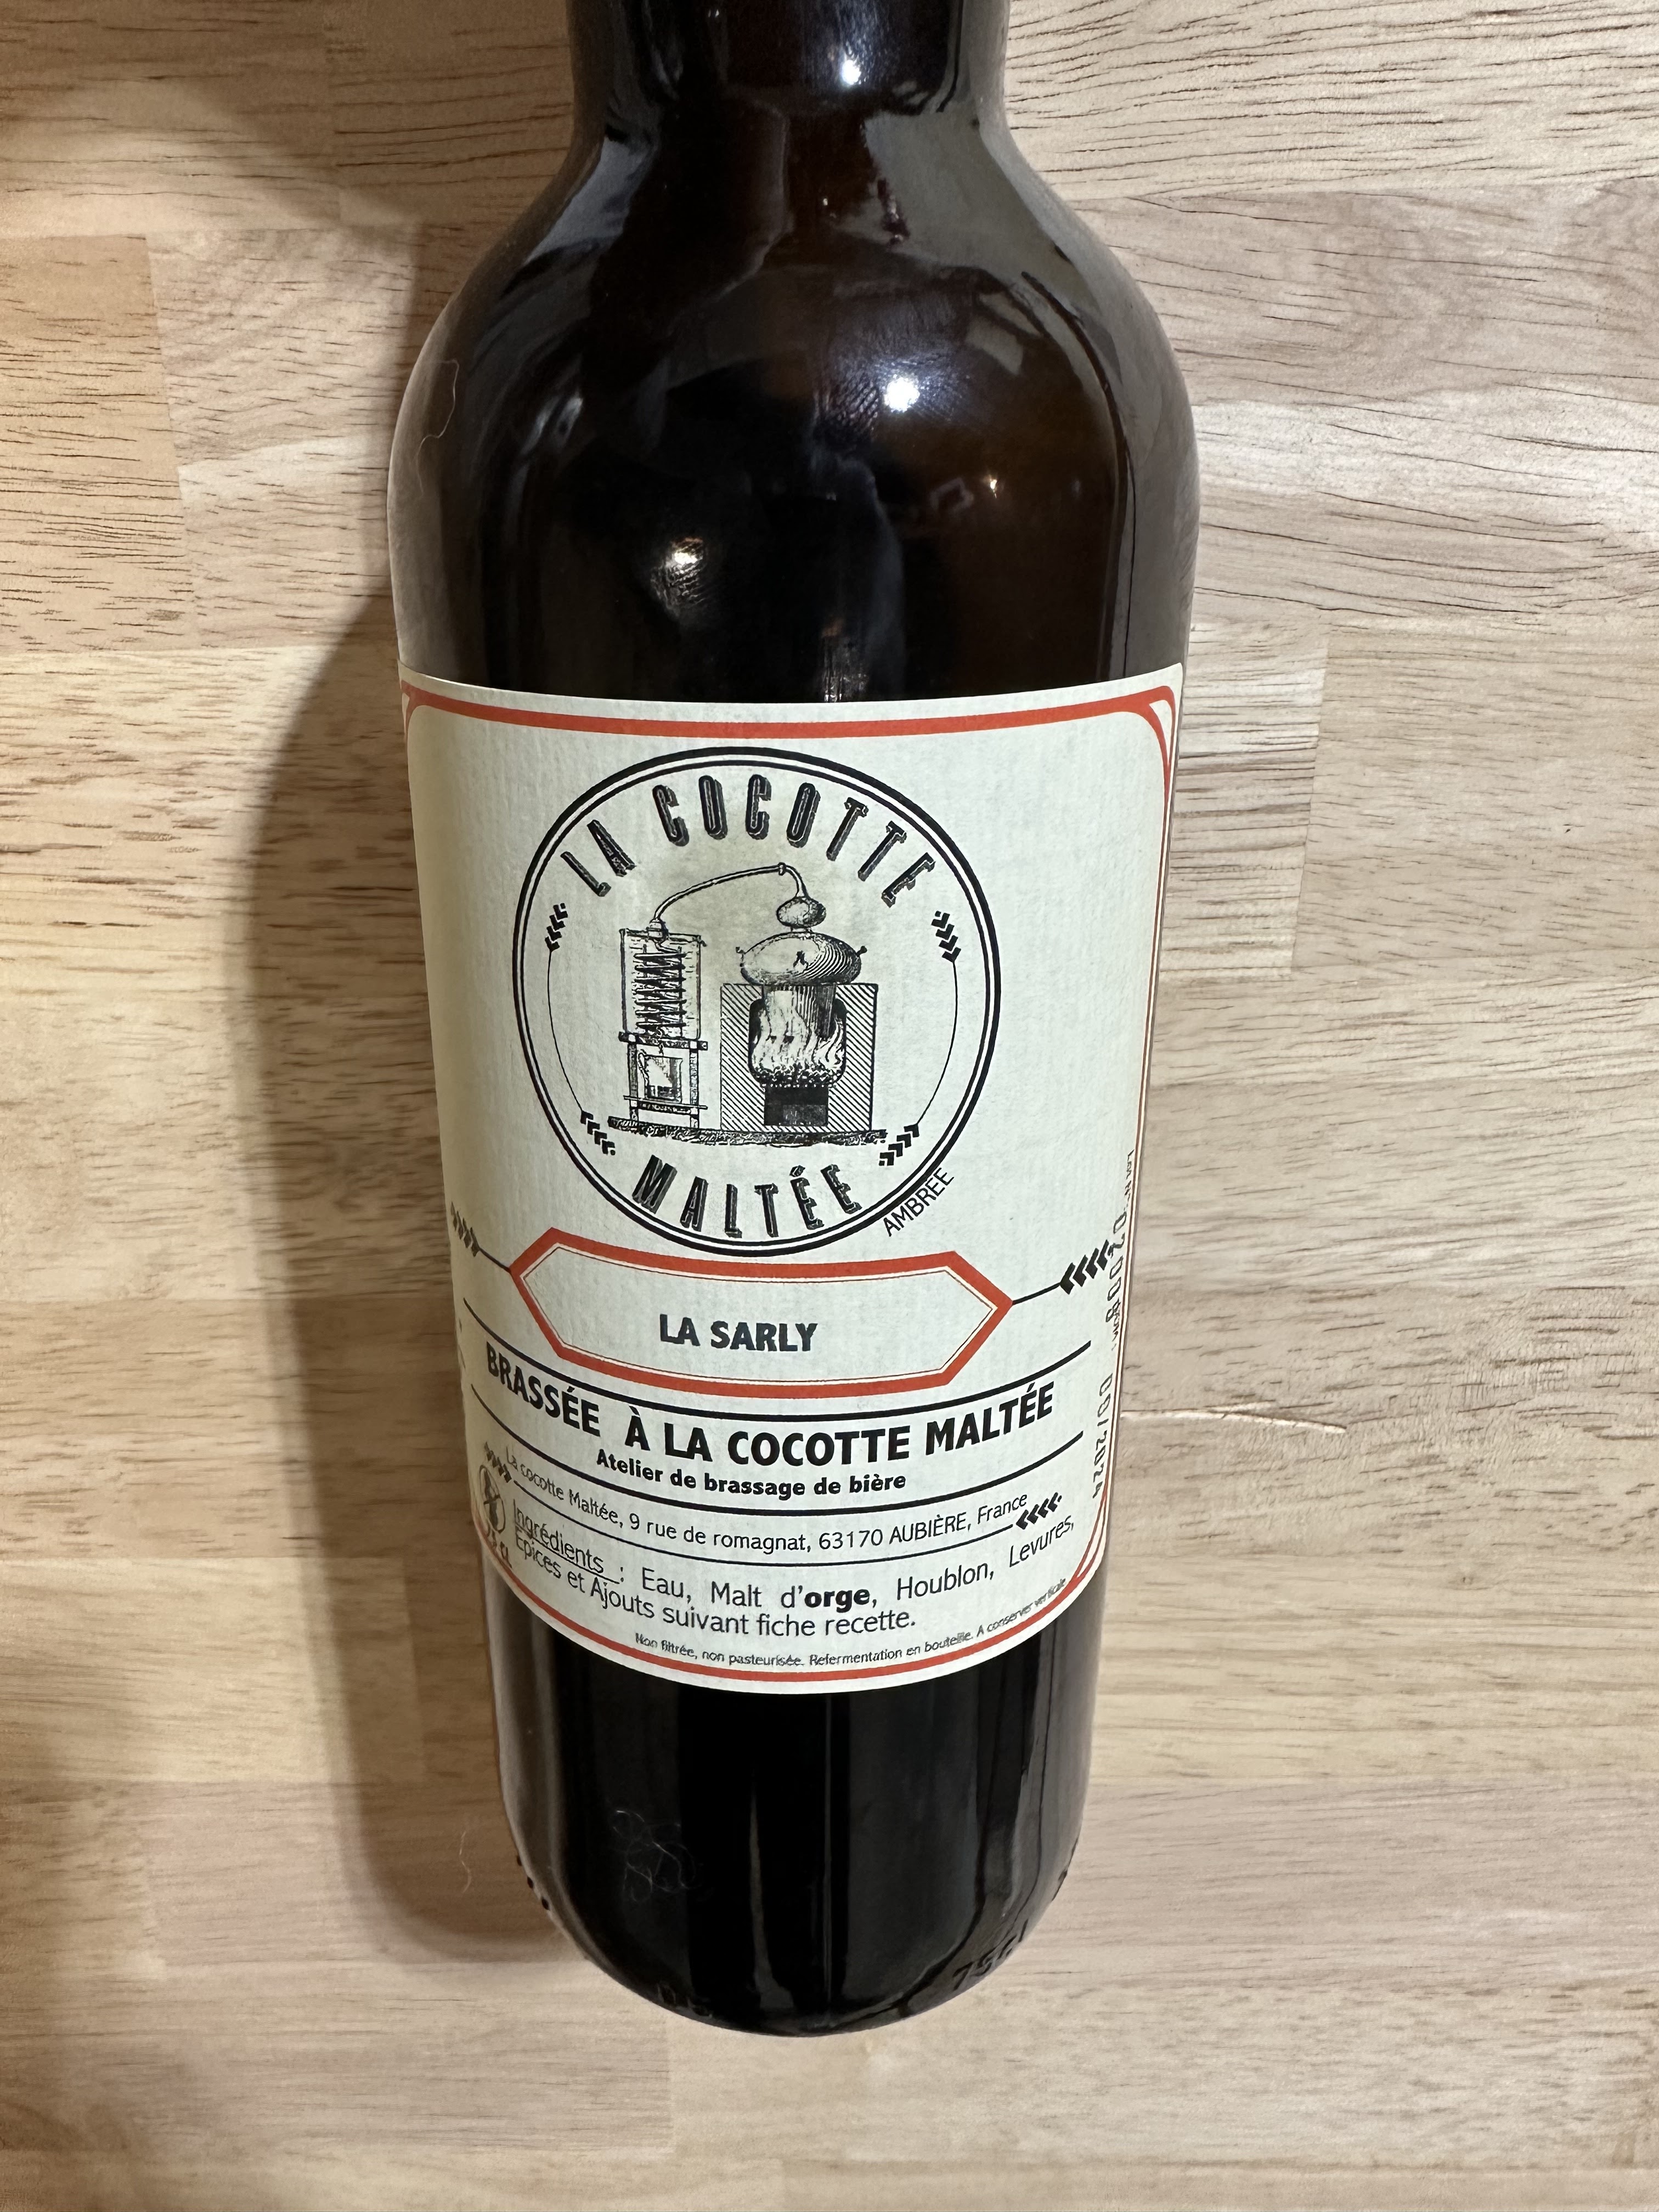 LA COCOTTE
MALTÉE
AMBRÉE
LA SARLY
BRASSÉE À LA COCOTTE MALTÉE
Atelier de brassage de bière
La cocotte Maltée, 9 rue de romagnat, 63170 AUBIÈRE, France
Ingrédients : Eau, Malt d'orge, Houblon, Levures,
Epices et Ajouts suivant fiche recette.
Non filtrée, non pasteurisée. Refermentation en bouteille. A conserver verticale
75cl